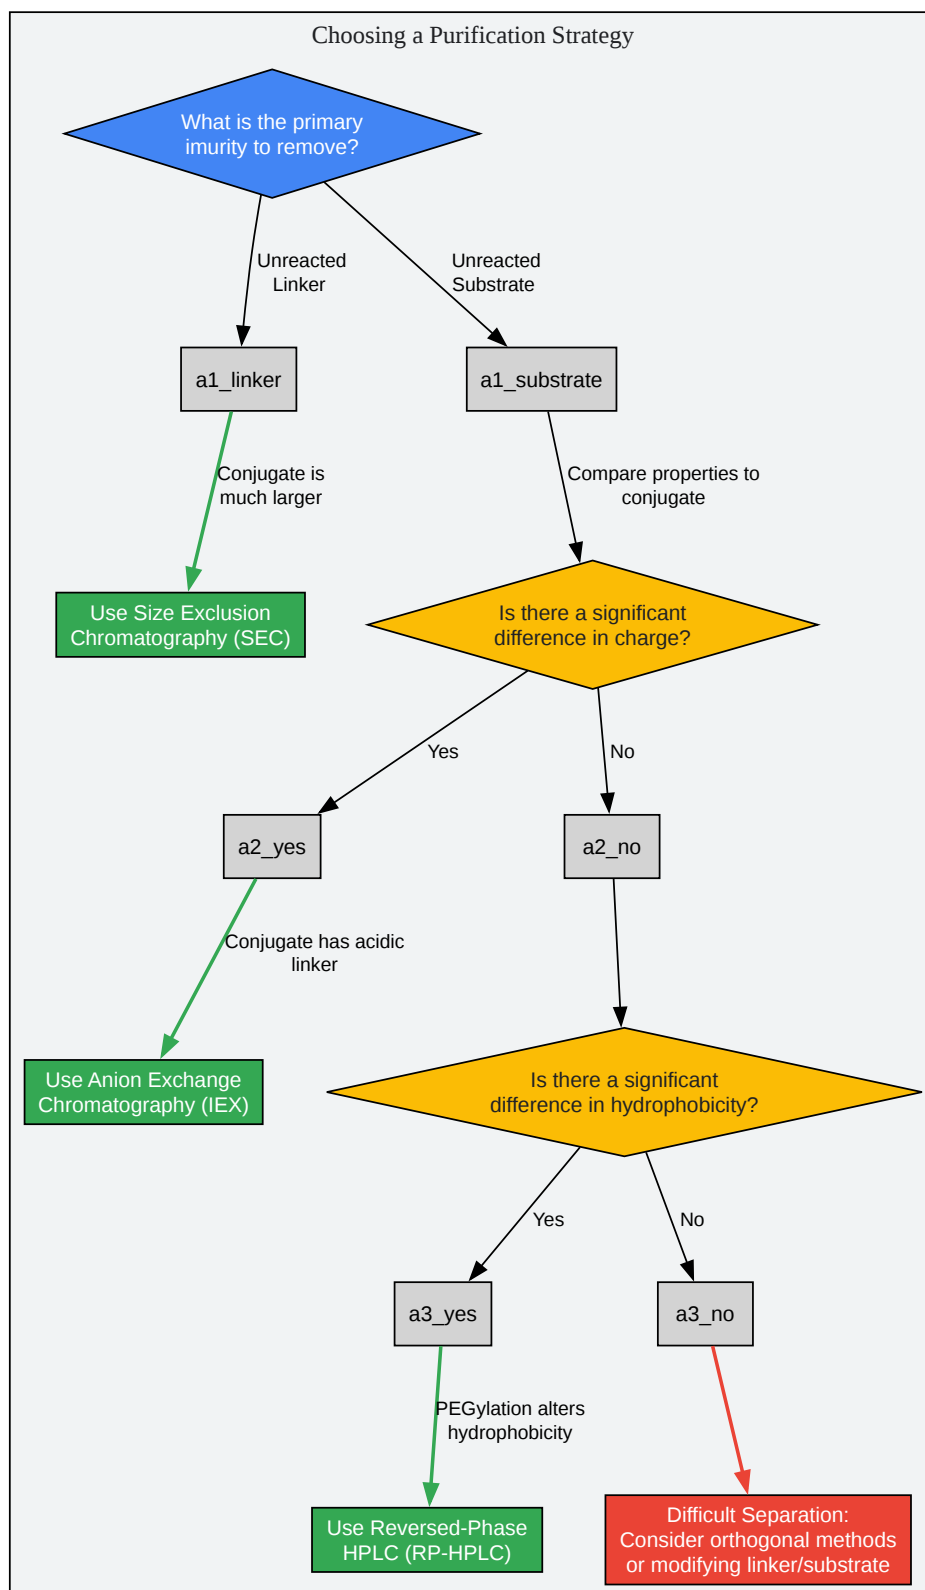 Choosing a Purification Strategy
What is the primary
imurity to remove?
Unreacted
Linker
Unreacted
Substrate
a1_linker
a1_substrate
Conjugate is
much larger
Compare properties to
conjugate
Use Size Exclusion
Chromatography (SEC)
Is there a significant
difference in charge?
Yes
No
a2_yes
a2_no
Conjugate has acidic
linker
Use Anion Exchange
Chromatography (IEX)
Is there a significant
difference in hydrophobicity?
Yes
No
a3_yes
a3_no
PEGylation alters
hydrophobicity
Use Reversed-Phase
HPLC (RP-HPLC)
Difficult Separation:
Consider orthogonal methods
or modifying linker/substrate